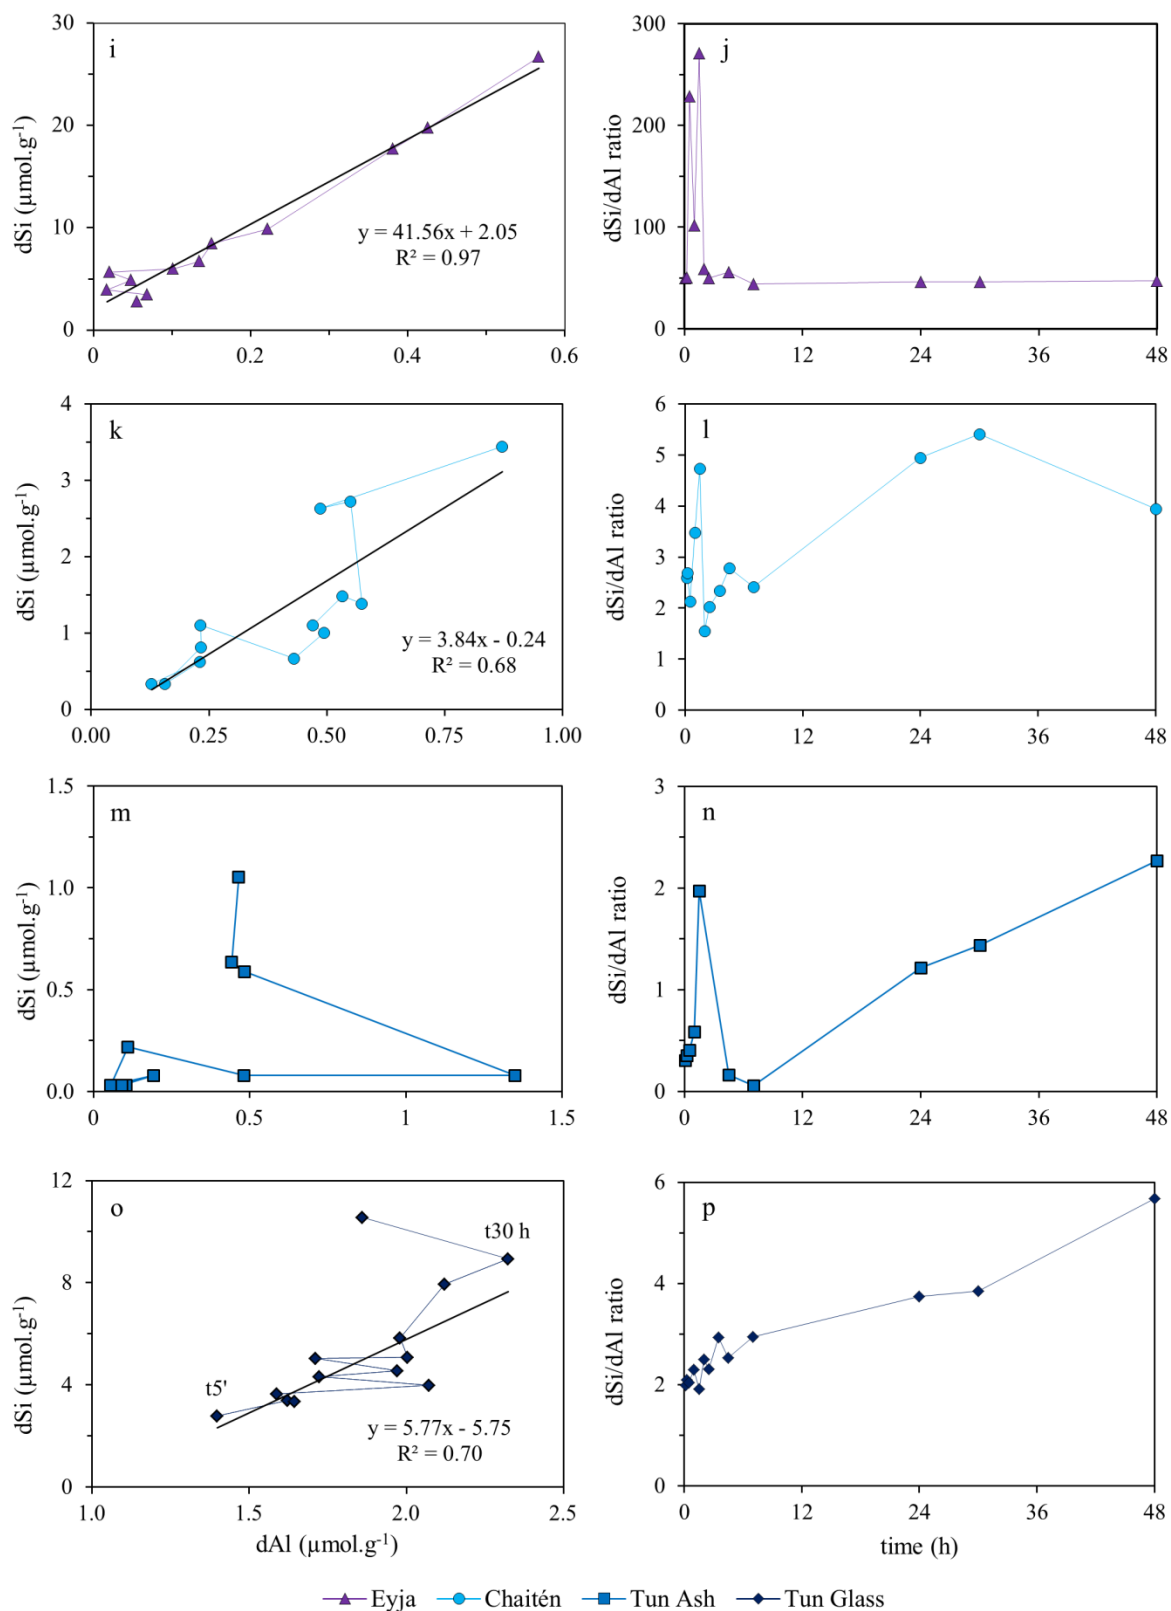 i
30
20
10
0
dSi (µmol.g⁻¹)
y = 41.56x + 2.05
R² = 0.97
0 0.2 0.4 0.6
j
300
200
100
0
dSi/dAl ratio
0 12 24 36 48
k
4
3
2
1
0
dSi (µmol.g⁻¹)
y = 3.84x - 0.24
R² = 0.68
0.00 0.25 0.50 0.75 1.00
l
6
5
4
3
2
1
0
dSi/dAl ratio
0 12 24 36 48
m
1.5
1.0
0.5
0.0
dSi (µmol.g⁻¹)
0 0.5 1 1.5
n
3
2
1
0
dSi/dAl ratio
0 12 24 36 48
o
12
8
4
0
dSi (µmol.g⁻¹)
t30 h
t5'
y = 5.77x - 5.75
R² = 0.70
1.0 1.5 2.0 2.5
dAl (µmol.g⁻¹)
p
6
4
2
0
dSi/dAl ratio
0 12 24 36 48
time (h)
Eyja Chaitén Tun Ash Tun Glass